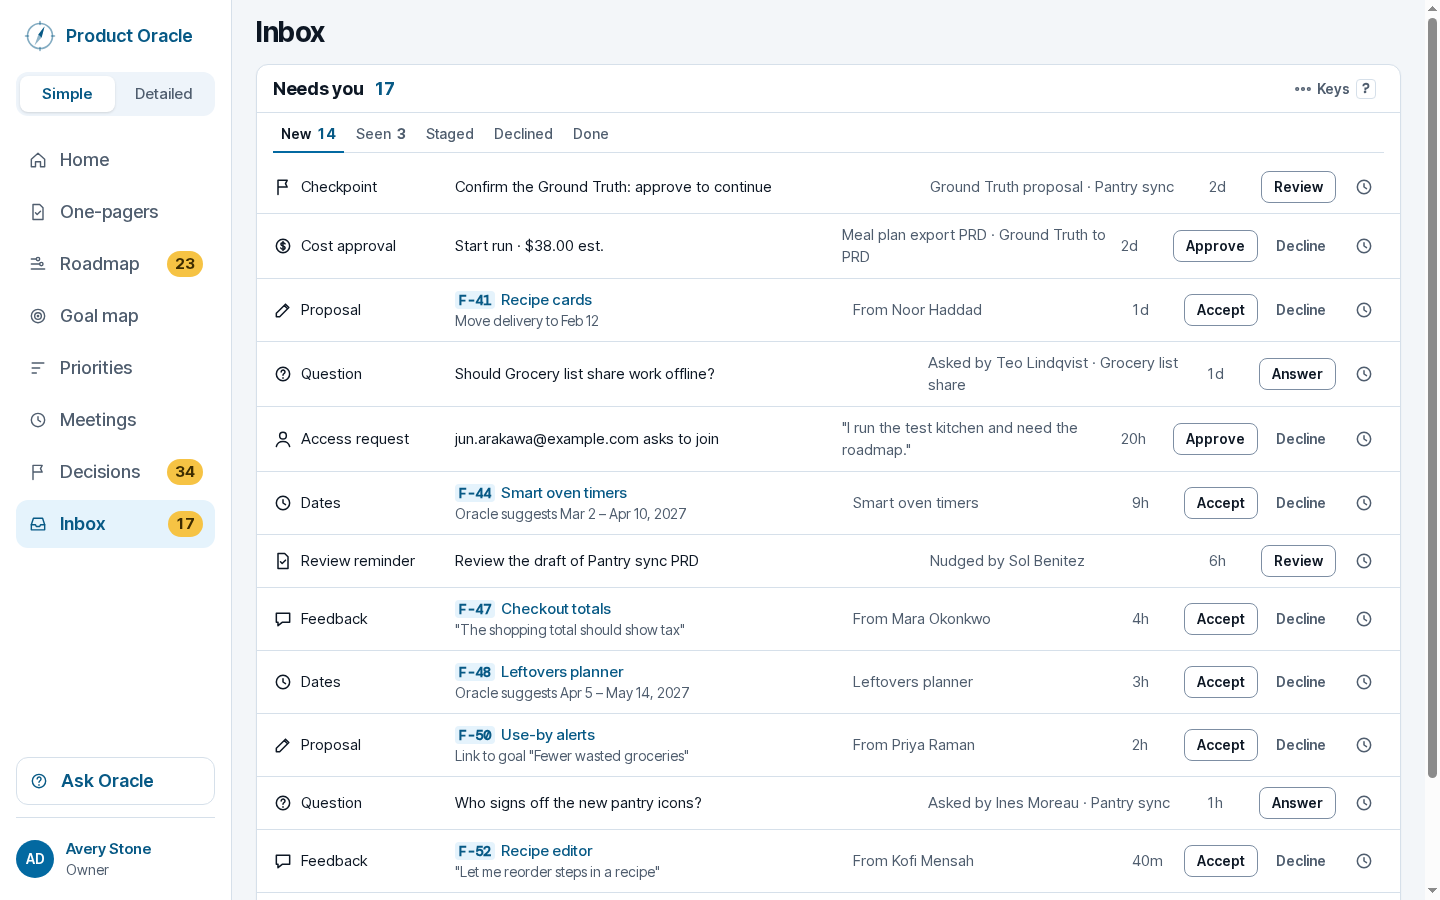 Product Oracle
Simple Detailed
Home
One-pagers
Roadmap 23
Goal map
Priorities
Meetings
Decisions 34
Inbox 17
Ask Oracle
AD Avery Stone
Owner
Inbox
Needs you 17 ••• Keys ?
New 14 Seen 3 Staged Declined Done
Checkpoint Confirm the Ground Truth: approve to continue Ground Truth proposal · Pantry sync 2d Review
Cost approval Start run · $38.00 est. Meal plan export PRD · Ground Truth to
PRD 2d Approve Decline
Proposal F-41 Recipe cards From Noor Haddad 1d Accept Decline
Move delivery to Feb 12
Question Should Grocery list share work offline? Asked by Teo Lindqvist · Grocery list
share 1d Answer
Access request jun.arakawa@example.com asks to join "I run the test kitchen and need the
roadmap." 20h Approve Decline
Dates F-44 Smart oven timers Smart oven timers 9h Accept Decline
Oracle suggests Mar 2 – Apr 10, 2027
Review reminder Review the draft of Pantry sync PRD Nudged by Sol Benitez 6h Review
Feedback F-47 Checkout totals From Mara Okonkwo 4h Accept Decline
"The shopping total should show tax"
Dates F-48 Leftovers planner Leftovers planner 3h Accept Decline
Oracle suggests Apr 5 – May 14, 2027
Proposal F-50 Use-by alerts From Priya Raman 2h Accept Decline
Link to goal "Fewer wasted groceries"
Question Who signs off the new pantry icons? Asked by Ines Moreau · Pantry sync 1h Answer
Feedback F-52 Recipe editor From Kofi Mensah 40m Accept Decline
"Let me reorder steps in a recipe"